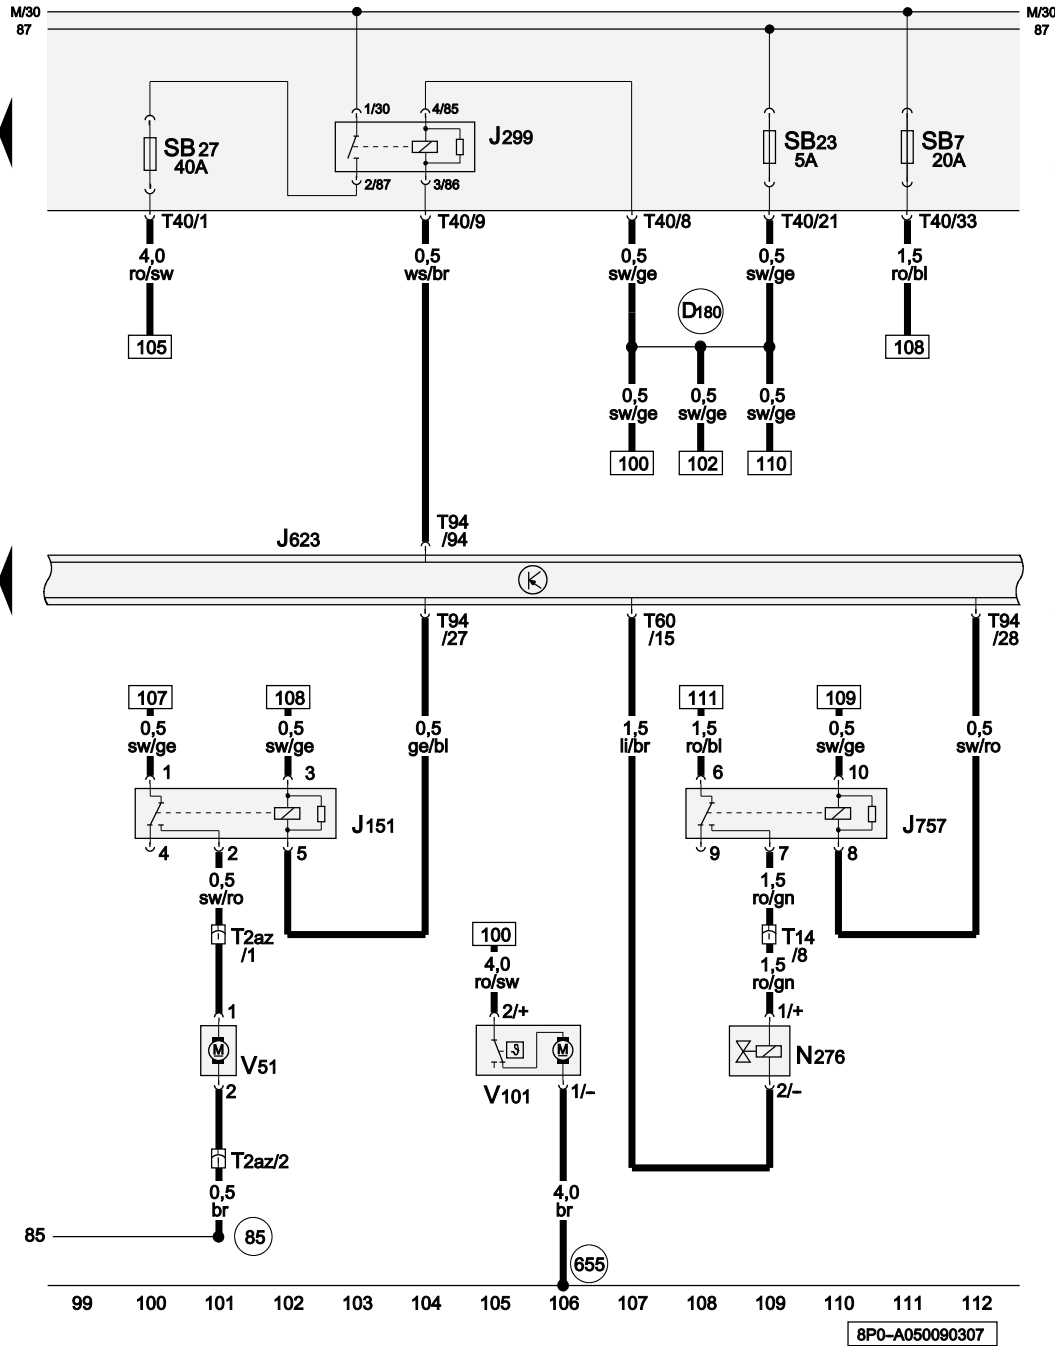 M/30
M/30
87
87
1/30
4/85
J299
SB27
40A
SB23
5A
SB7
20A
2/87
3/86
T40/1
T40/9
T40/8
T40/21
T40/33
4,0
ro/sw
0,5
ws/br
0,5
sw/ge
0,5
sw/ge
1,5
ro/bl
D180
105
108
0,5
sw/ge
0,5
sw/ge
0,5
sw/ge
100
102
110
J623
T94
/94
T94
/27
T60
/15
T94
/28
107
108
111
109
0,5
sw/ge
0,5
sw/ge
0,5
ge/bl
1,5
li/br
1,5
ro/bl
0,5
sw/ge
0,5
sw/ro
1
3
6
10
J151
J757
4
2
5
9
7
8
0,5
sw/ro
1,5
ro/gn
T2az
/1
100
T14
/8
4,0
ro/sw
1,5
ro/gn
1
2/+
1/+
M
V51
ϑ
M
V101
N276
2
1/–
2/–
T2az/2
0,5
br
4,0
br
85
85
655
99 100 101 102 103 104 105 106 107 108 109 110 111 112
8P0–A050090307